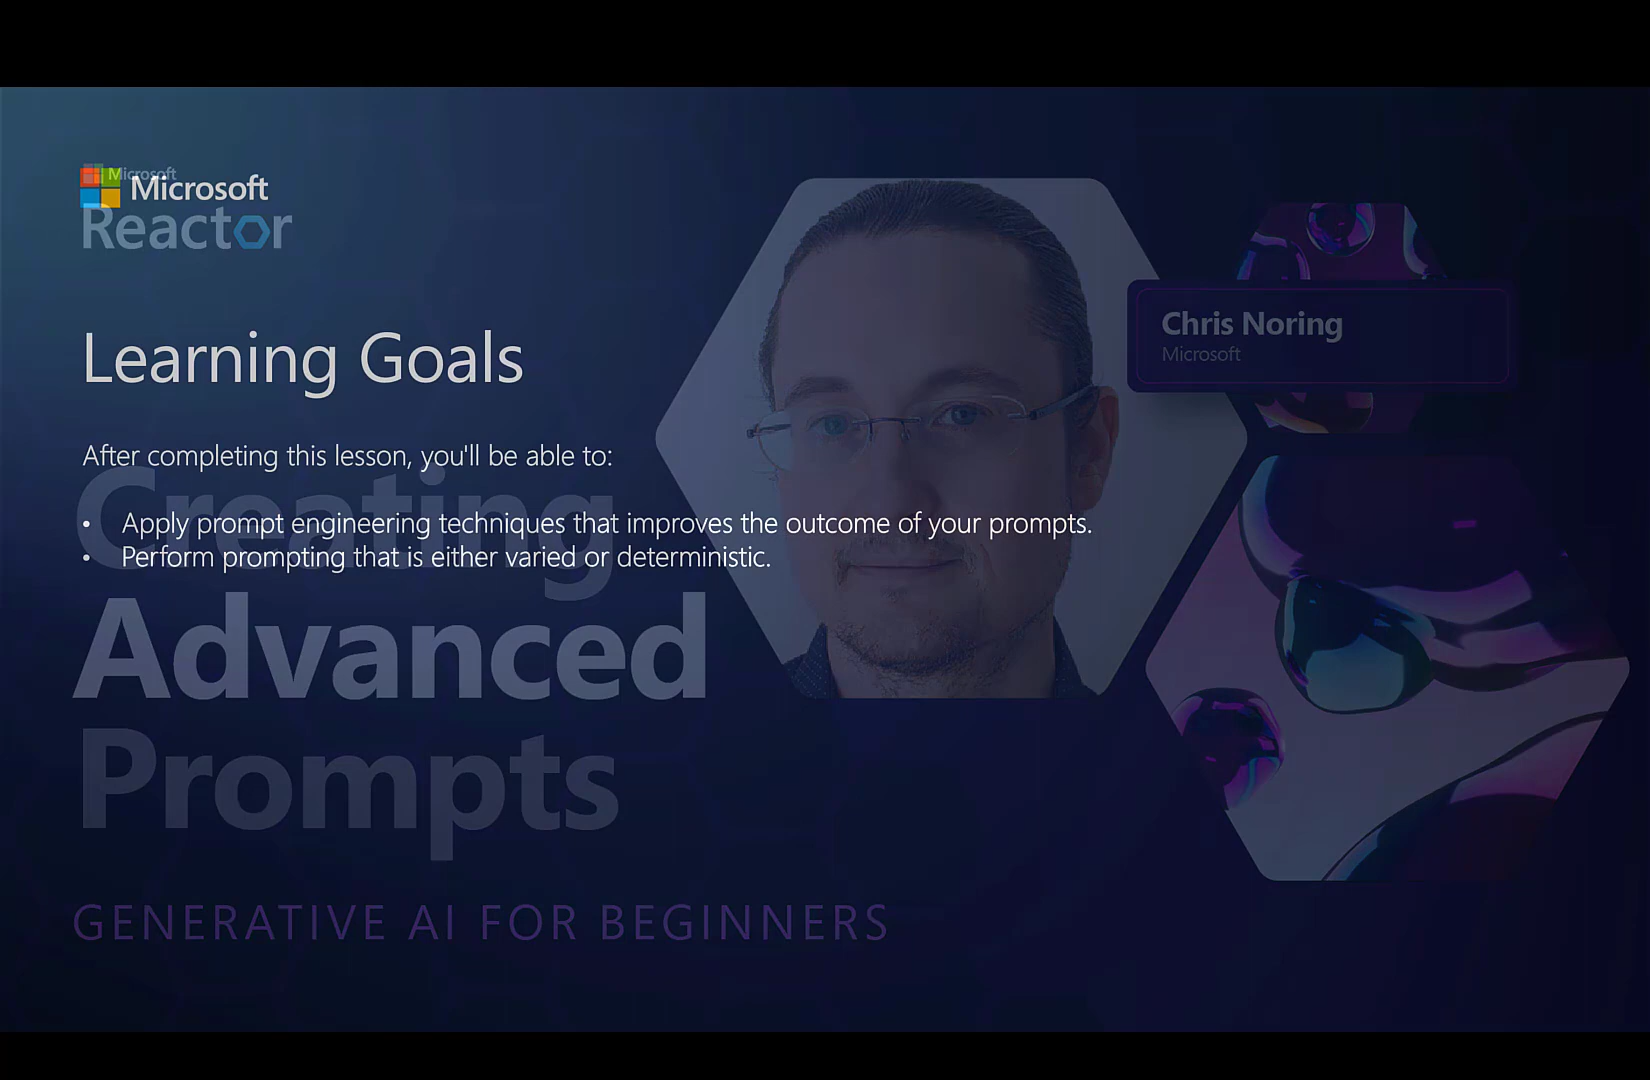 Microsoft
Microsoft
Reactor
Learning Goals
Chris Noring
Microsoft
After completing this lesson, you'll be able to:
• Apply prompt engineering techniques that improves the outcome of your prompts.
• Perform prompting that is either varied or deterministic.
Creating
Advanced
Prompts
GENERATIVE AI FOR BEGINNERS